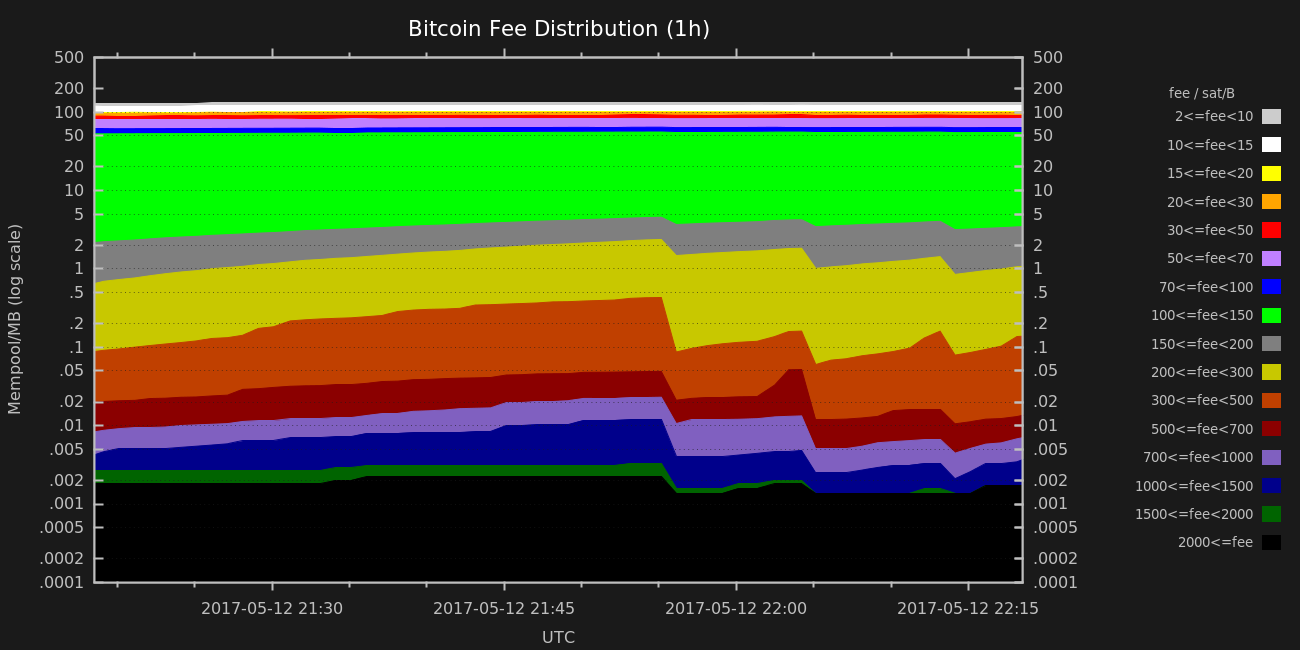 Bitcoin Fee Distribution (1h)
500
200
100
50
20
10
5
2
1
.5
.2
.1
.05
.02
.01
.005
.002
.001
.0005
.0002
.0001
Mempool/MB (log scale)
500
200
100
50
20
10
5
2
1
.5
.2
.1
.05
.02
.01
.005
.002
.001
.0005
.0002
.0001
2017-05-12 21:30
2017-05-12 21:45
2017-05-12 22:00
2017-05-12 22:15
UTC
fee / sat/B
2<=fee<10
10<=fee<15
15<=fee<20
20<=fee<30
30<=fee<50
50<=fee<70
70<=fee<100
100<=fee<150
150<=fee<200
200<=fee<300
300<=fee<500
500<=fee<700
700<=fee<1000
1000<=fee<1500
1500<=fee<2000
2000<=fee